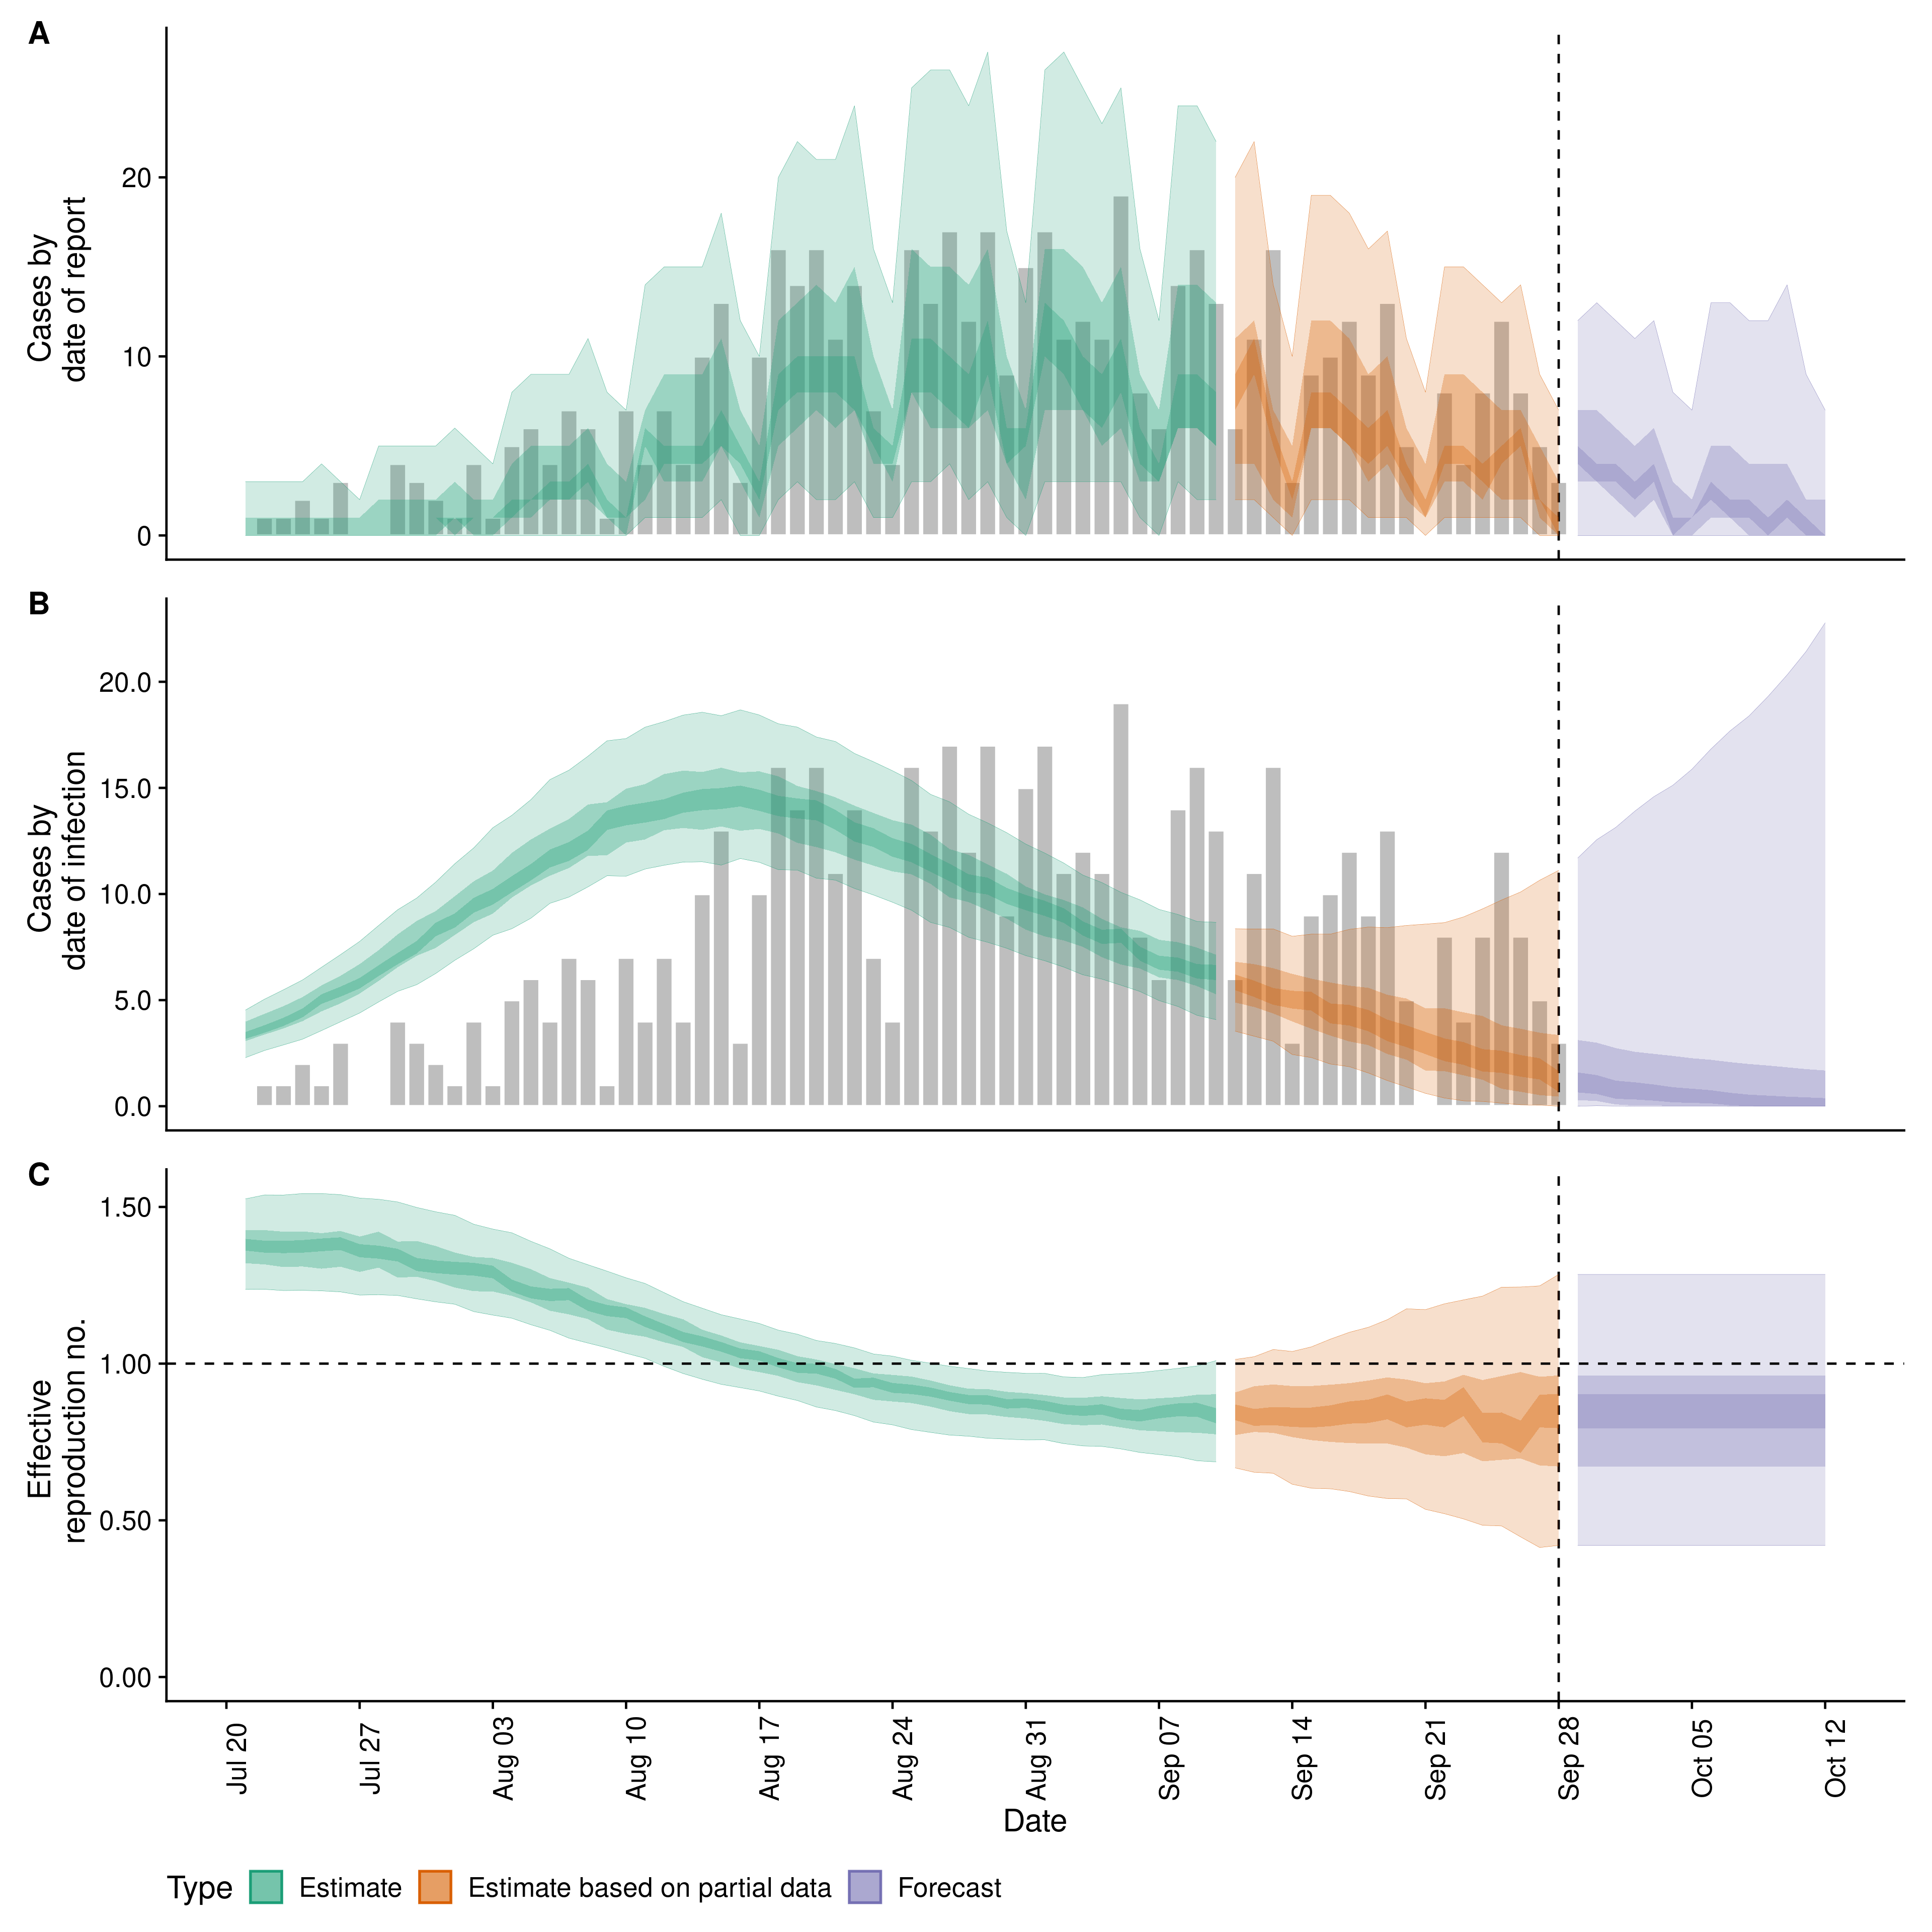 A
Cases by
date of report
20
10
0
B
Cases by
date of infection
20.0
15.0
10.0
5.0
0.0
C
Effective
reproduction no.
1.50
1.00
0.50
0.00
Jul 20
Jul 27
Aug 03
Aug 10
Aug 17
Aug 24
Aug 31
Sep 07
Sep 14
Sep 21
Sep 28
Oct 05
Oct 12
Date
Type Estimate Estimate based on partial data Forecast